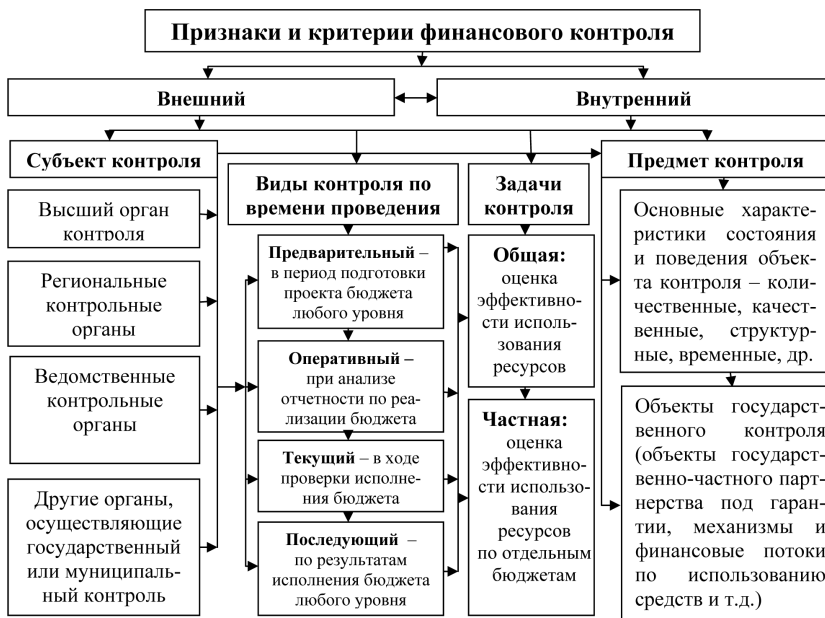 Признаки и критерии финансового контроля
Внешний
Внутренний
Субъект контроля
Высший орган
контроля
Региональные
контрольные
органы
Ведомственные
контрольные
органы
Другие органы,
осуществляющие
государственный
или муниципаль-
ный контроль
Виды контроля по
времени проведения
Предварительный –
в период подготовки
проекта бюджета
любого уровня
Оперативный –
при анализе
отчетности по реа-
лизации бюджета
Текущий – в ходе
проверки исполне-
ния бюджета
Последующий –
по результатам
исполнения бюджета
любого уровня
Задачи
контроля
Общая:
оценка
эффективно-
сти исполь-
зования
ресурсов
Частная:
оценка
эффективно-
сти использо-
вания
ресурсов
по отдельным
бюджетам
Предмет контроля
Основные характе-
ристики состояния
и поведения объек-
та контроля – коли-
чественные, качест-
венные, структур-
ные, временные, др.
Объекты государст-
венного контроля
(объекты государст-
венно-частного парт-
нерства под гаран-
тии, механизмы и
финансовые потоки
по использованию
средств и т.д.)